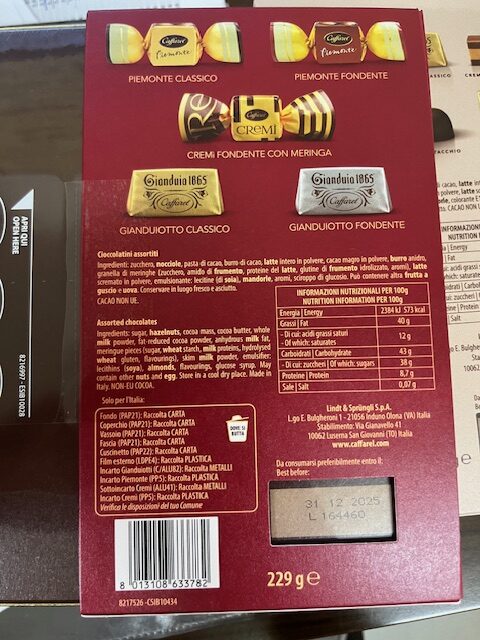 Caffarel
Piemonte
Caffarel
Piemonte
PIEMONTE CLASSICO
PIEMONTE FONDENTE
Caffarel
CREMì
CREMì FONDENTE CON MERINGA
Gianduia 1865
Caffarel
Gianduia 1865
Caffarel
GIANDUIOTTO CLASSICO
GIANDUIOTTO FONDENTE
Cioccolatini assortiti
Ingredienti: zucchero, nocciole, pasta di cacao, burro di cacao, latte intero in polvere, cacao magro in polvere, burro anidro,
granella di meringhe (zucchero, amido di frumento, proteine del latte, glutine di frumento idrolizzato, aromi), latte
scremato in polvere, emulsionante: lecitine (di soia), mandorle, aromi, sciroppo di glucosio. Può contenere altra frutta a
guscio e uova. Conservare in luogo fresco e asciutto.
CACAO NON UE.
Assorted chocolates
Ingredients: sugar, hazelnuts, cocoa mass, cocoa butter, whole
milk powder, fat-reduced cocoa powder, anhydrous milk fat,
meringue pieces (sugar, wheat starch, milk proteins, hydrolysed
wheat gluten, flavourings), skim milk powder, emulsifier:
lecithins (soya), almonds, flavourings, glucose syrup. May
contain other nuts and egg. Store in a cool dry place. Made in
Italy. NON-EU COCOA.
INFORMAZIONI NUTRIZIONALI PER 100g
NUTRITION INFORMATION PER 100g
Energia | Energy 2384 kJ 573 kcal
Grassi | Fat 40 g
- Di cui: acidi grassi saturi
- Of which: saturates 12 g
Carboidrati | Carbohydrate 43 g
- Di cui: zuccheri | Of which: sugars 38 g
Proteine | Protein 8,7 g
Sale | Salt 0,07 g
Solo per l'Italia:
Fondo (PAP21): Raccolta CARTA
Coperchio (PAP21): Raccolta CARTA
Vassoio (PAP21): Raccolta CARTA
Fascia (PAP21): Raccolta CARTA
Cuscinetto (PAP22): Raccolta CARTA
Film esterno (LDPE4): Raccolta PLASTICA
Incarto Gianduiotti (C/ALU82): Raccolta METALLI
Incarto Piemonte (PP5): Raccolta PLASTICA
Sottoincarto Cremi (ALU41): Raccolta METALLI
Incarto Cremi (PP5): Raccolta PLASTICA
Verifica le disposizioni del tuo Comune
DOVE SI
BUTTA
Lindt & Sprüngli S.p.A.
L.go E. Bulgheroni 1 - 21056 Induno Olona (VA) Italia
Stabilimento: Via Gianavello 41
10062 Luserna San Giovanni (TO) Italia
www.caffarel.com
Da consumarsi preferibilmente entro il:
Best before:
31 12 2025
L 164460
8 013108 633782
229 g e
8217526 - CSIB10434
APRI QUI
OPEN HERE
8216997 - CSIB10028